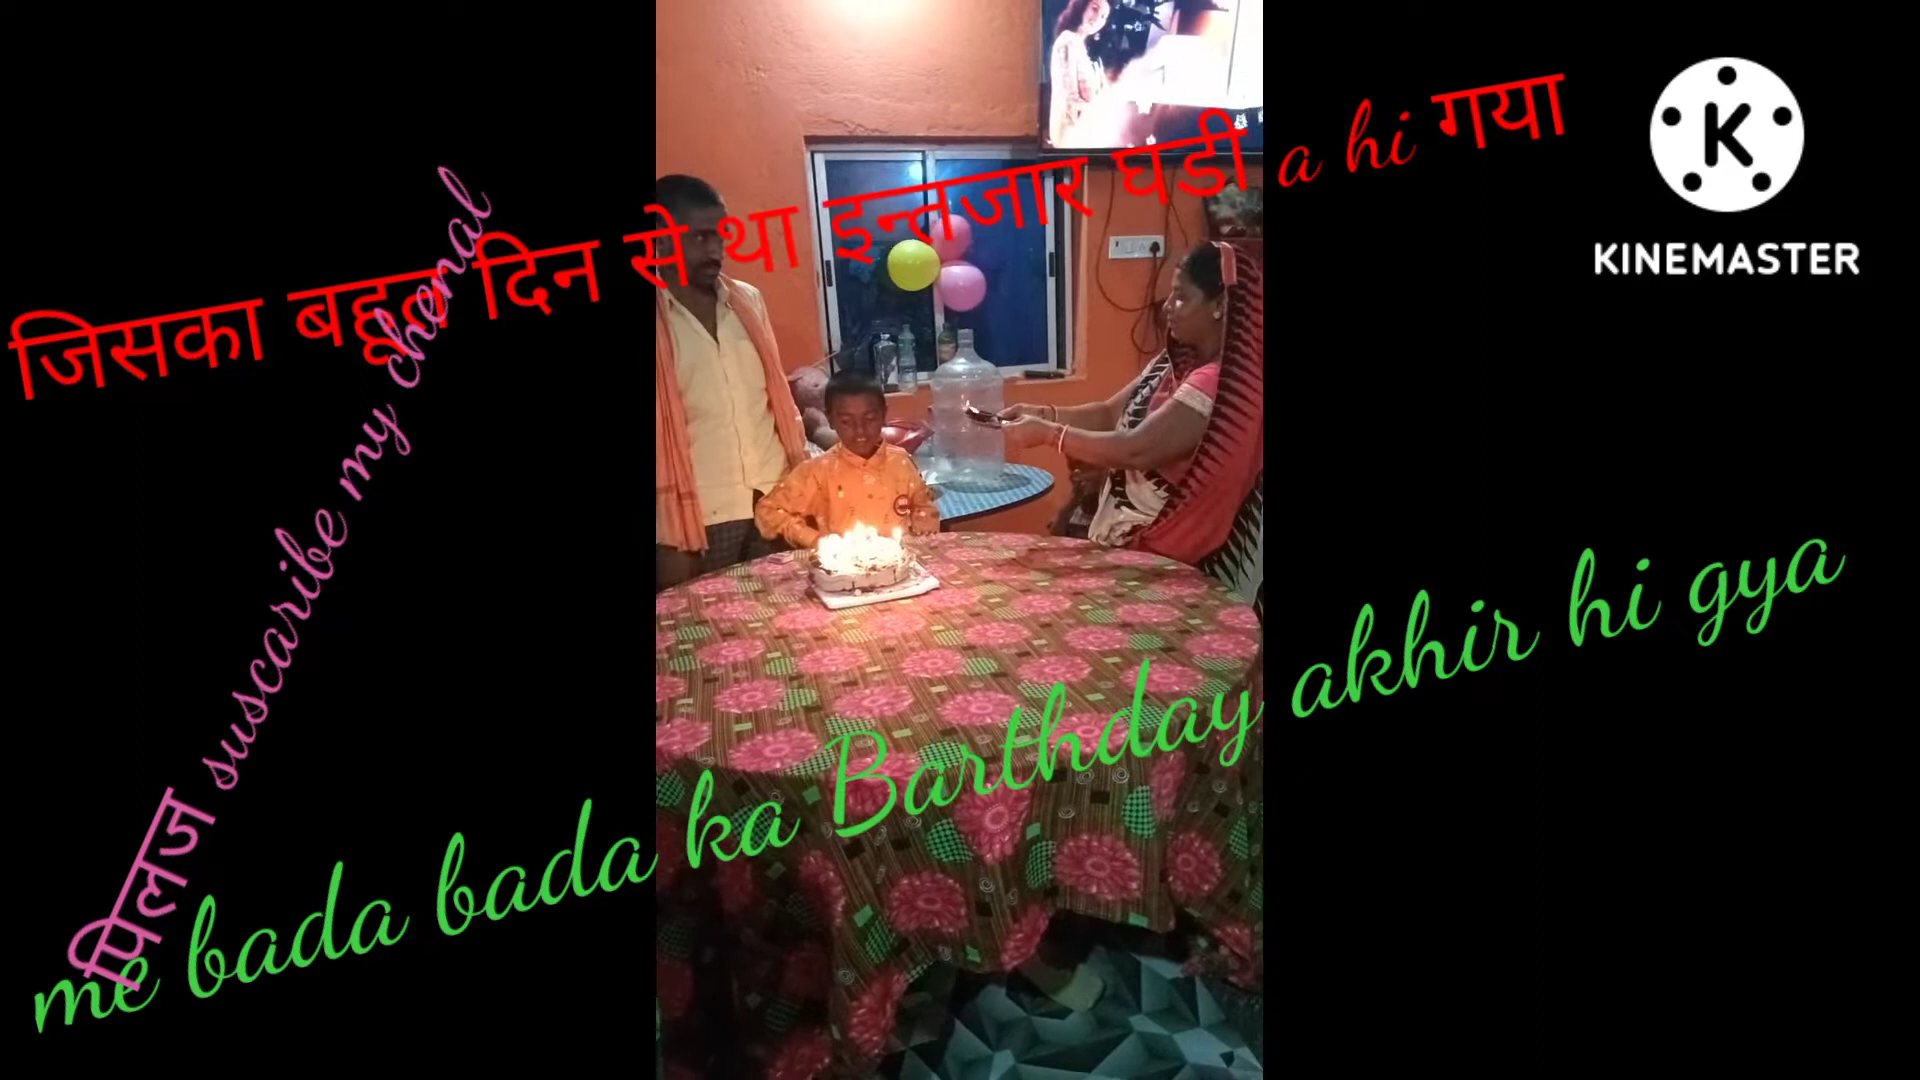 जिसका बहूत दिन से था इन्तजार घडी a hi गया
K
KINEMASTER
पिलज suscaribe my chenal
me bada bada ka Barthday akhir hi gya